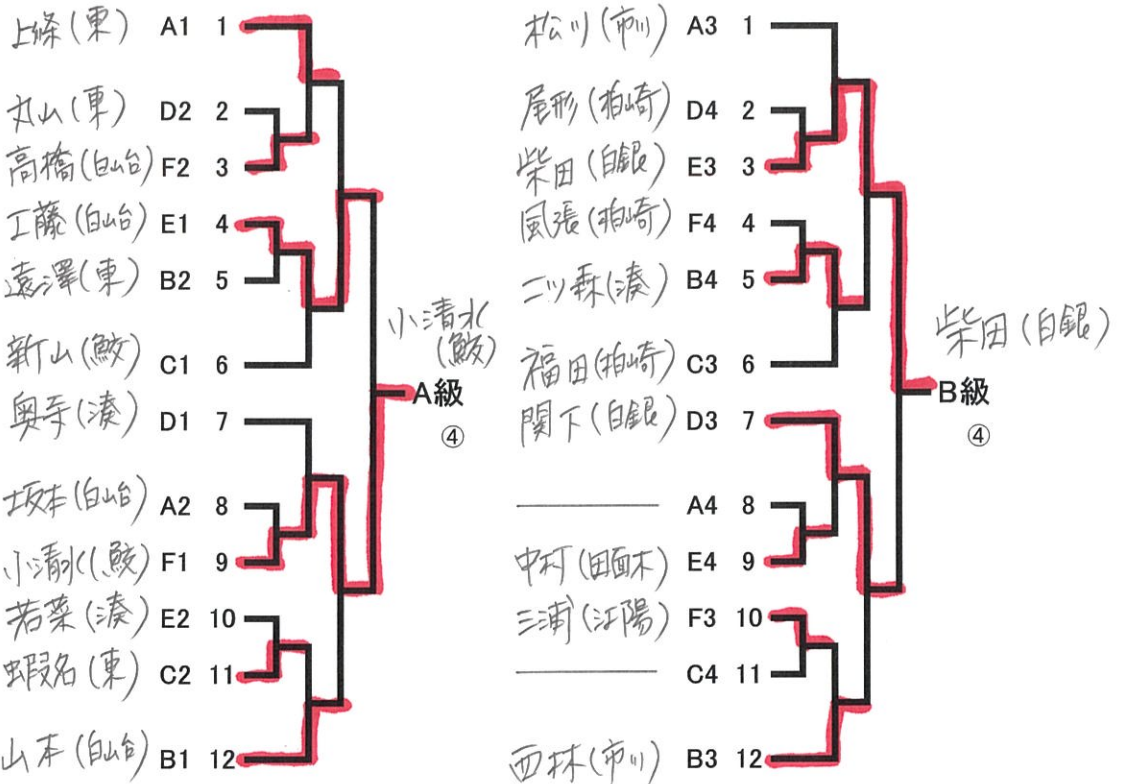 上條(東) A1 1
丸山(東) D2 2
高橋(白山台) F2 3
工藤(白山台) E1 4
遠澤(東) B2 5
新山(鮫) C1 6
奥寺(湊) D1 7
坂本(白山台) A2 8
小清水(鮫) F1 9
若菜(湊) E2 10
蝦名(東) C2 11
山本(白山台) B1 12
小清水
(鮫)
A級
④
松川(市川) A3 1
尾形(柏崎) D4 2
柴田(白銀) E3 3
風張(柏崎) F4 4
二ツ森(湊) B4 5
福田(柏崎) C3 6
関下(白銀) D3 7
A4 8
中村(田面木) E4 9
三浦(江陽) F3 10
C4 11
西林(市川) B3 12
柴田(白銀)
B級
④